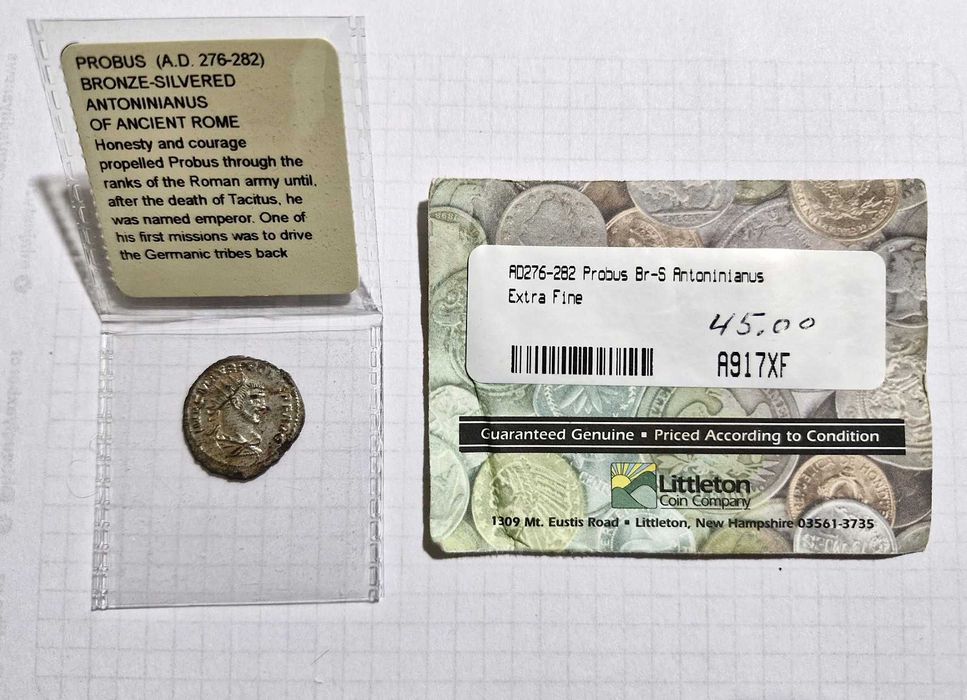 PROBUS (A.D. 276-282)
BRONZE-SILVERED
ANTONINIANUS
OF ANCIENT ROME
Honesty and courage
propelled Probus through the
ranks of the Roman army until,
after the death of Tacitus, he
was named emperor. One of
his first missions was to drive
the Germanic tribes back
AD276-282 Probus Br-S Antoninianus
Extra Fine
45.00
A917XF
Guaranteed Genuine ▪ Priced According to Condition
Littleton
Coin Company
1309 Mt. Eustis Road ▪ Littleton, New Hampshire 03561-3735